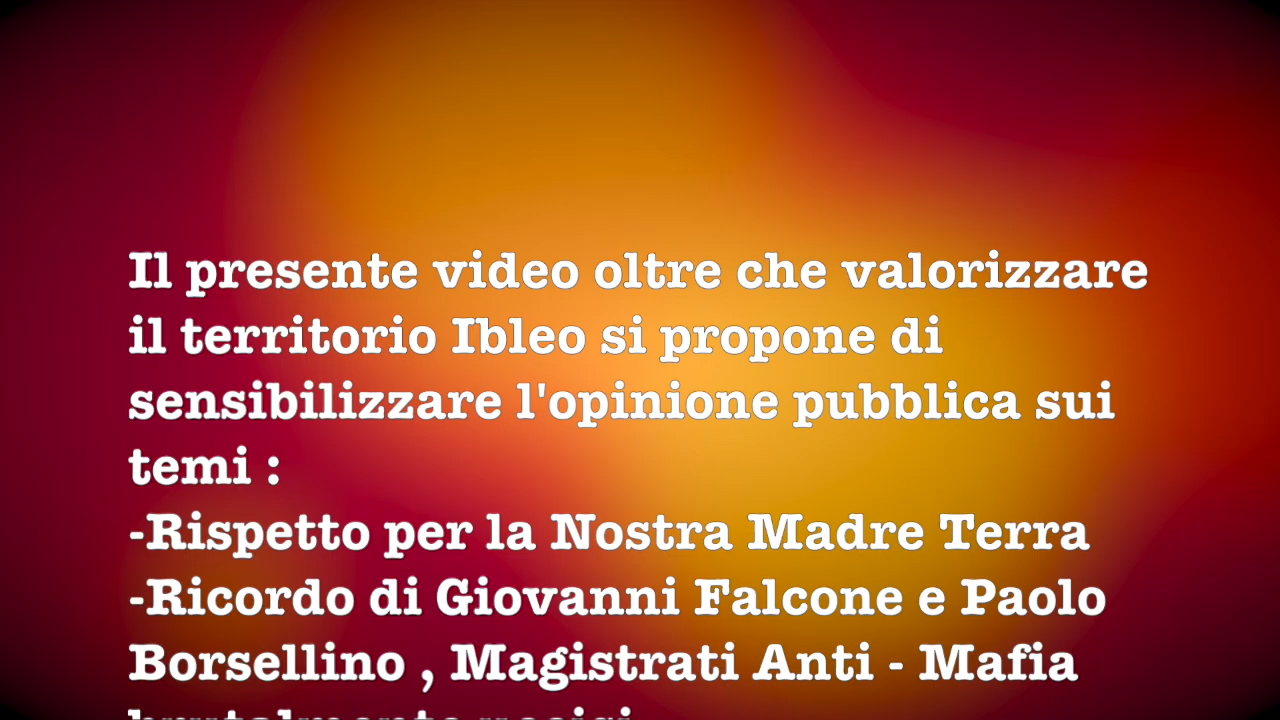 Il presente video oltre che valorizzare
il territorio Ibleo si propone di
sensibilizzare l'opinione pubblica sui
temi :
-Rispetto per la Nostra Madre Terra
-Ricordo di Giovanni Falcone e Paolo
Borsellino , Magistrati Anti - Mafia